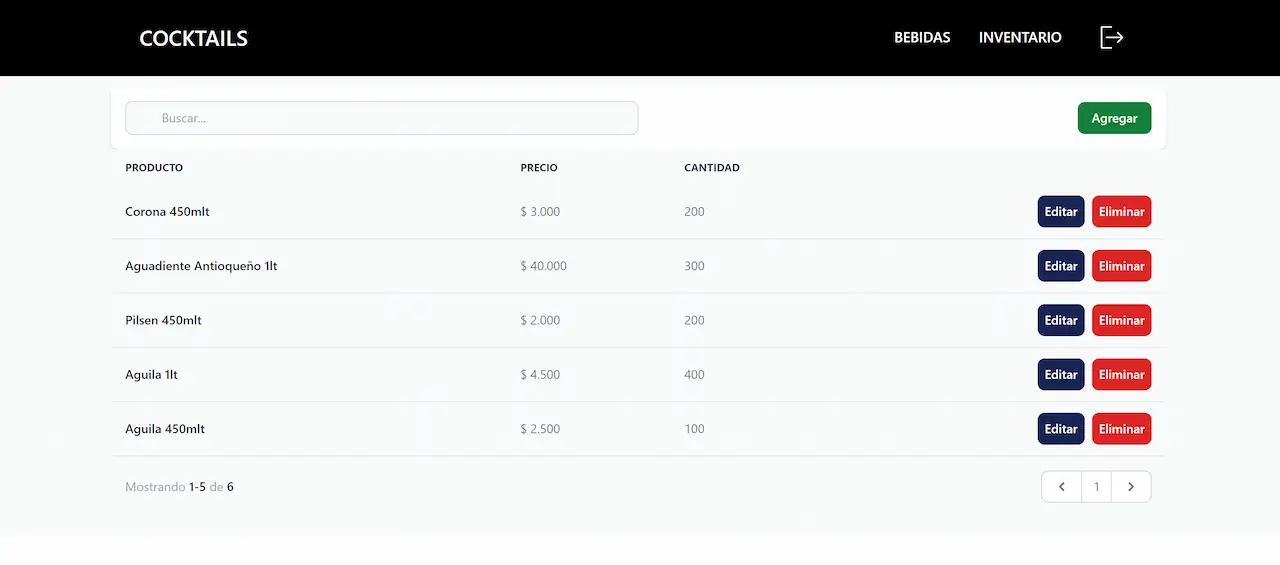 COCKTAILS BEBIDAS INVENTARIO
Buscar... Agregar
PRODUCTO PRECIO CANTIDAD
Corona 450mlt $ 3.000 200 Editar Eliminar
Aguadiente Antioqueño 1lt $ 40.000 300 Editar Eliminar
Pilsen 450mlt $ 2.000 200 Editar Eliminar
Aguila 1lt $ 4.500 400 Editar Eliminar
Aguila 450mlt $ 2.500 100 Editar Eliminar
Mostrando 1-5 de 6 1